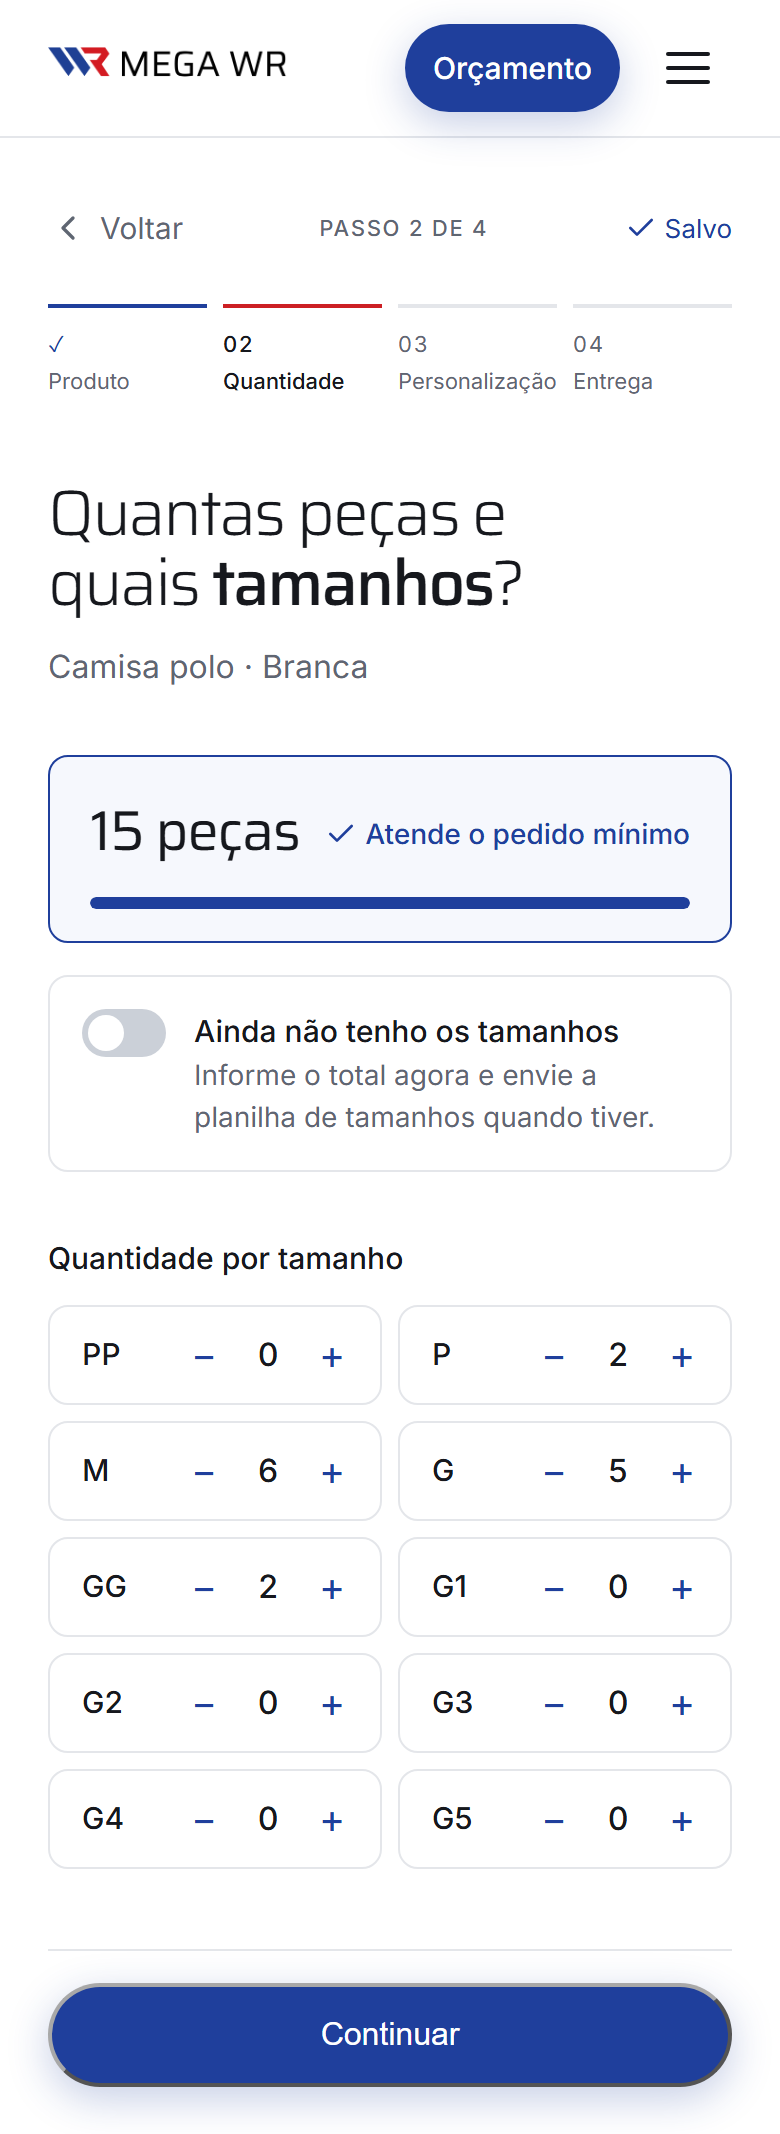 MEGA WR
Orçamento
Voltar
PASSO 2 DE 4
✓ Salvo
✓
Produto
02
Quantidade
03
Personalização
04
Entrega
Quantas peças e
quais tamanhos?
Camisa polo · Branca
15 peças
✓ Atende o pedido mínimo
Ainda não tenho os tamanhos
Informe o total agora e envie a
planilha de tamanhos quando tiver.
Quantidade por tamanho
PP − 0 +
P − 2 +
M − 6 +
G − 5 +
GG − 2 +
G1 − 0 +
G2 − 0 +
G3 − 0 +
G4 − 0 +
G5 − 0 +
Continuar